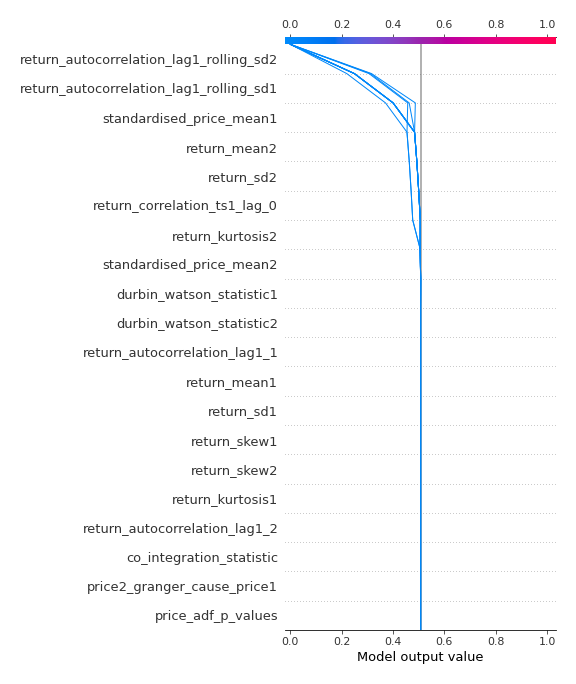 0.0 0.2 0.4 0.6 0.8 1.0
return_autocorrelation_lag1_rolling_sd2
return_autocorrelation_lag1_rolling_sd1
standardised_price_mean1
return_mean2
return_sd2
return_correlation_ts1_lag_0
return_kurtosis2
standardised_price_mean2
durbin_watson_statistic1
durbin_watson_statistic2
return_autocorrelation_lag1_1
return_mean1
return_sd1
return_skew1
return_skew2
return_kurtosis1
return_autocorrelation_lag1_2
co_integration_statistic
price2_granger_cause_price1
price_adf_p_values
0.0 0.2 0.4 0.6 0.8 1.0
Model output value